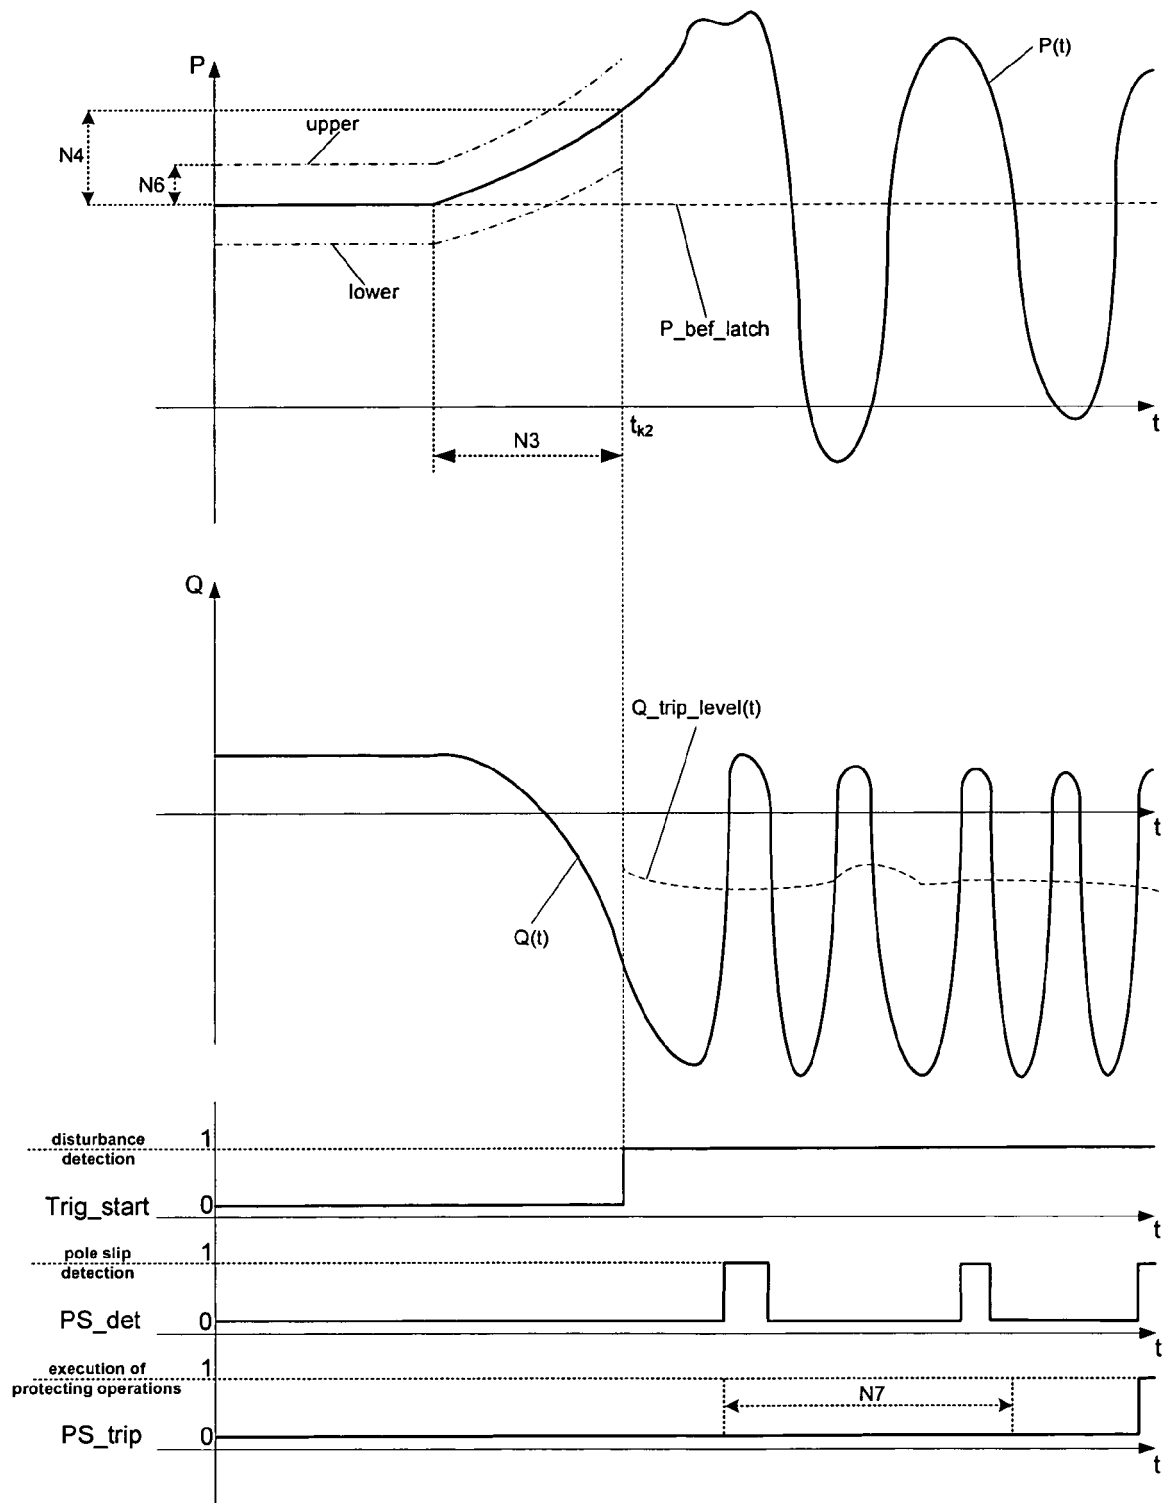 P
P(t)
upper
N4
N6
lower
P_bef_latch
t
tk2
N3
Q
Q_trip_level(t)
t
Q(t)
disturbance
detection
1
Trig_start
0
t
pole slip
detection
1
PS_det
0
t
execution of
protecting operations
1
N7
PS_trip
0
t